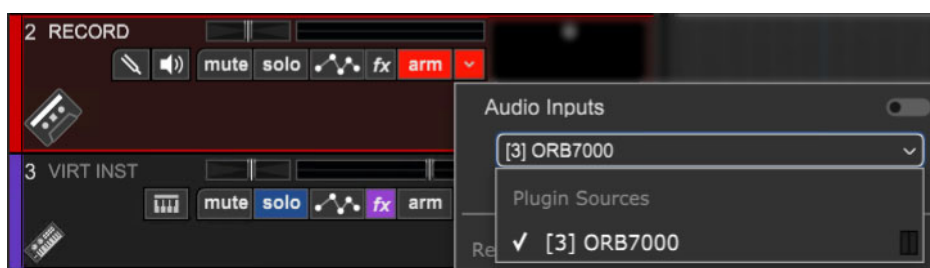 2 RECORD
mute solo fx arm
Audio Inputs
[3] ORB7000
3 VIRT INST
mute solo fx arm
Plugin Sources
Re
✓ [3] ORB7000